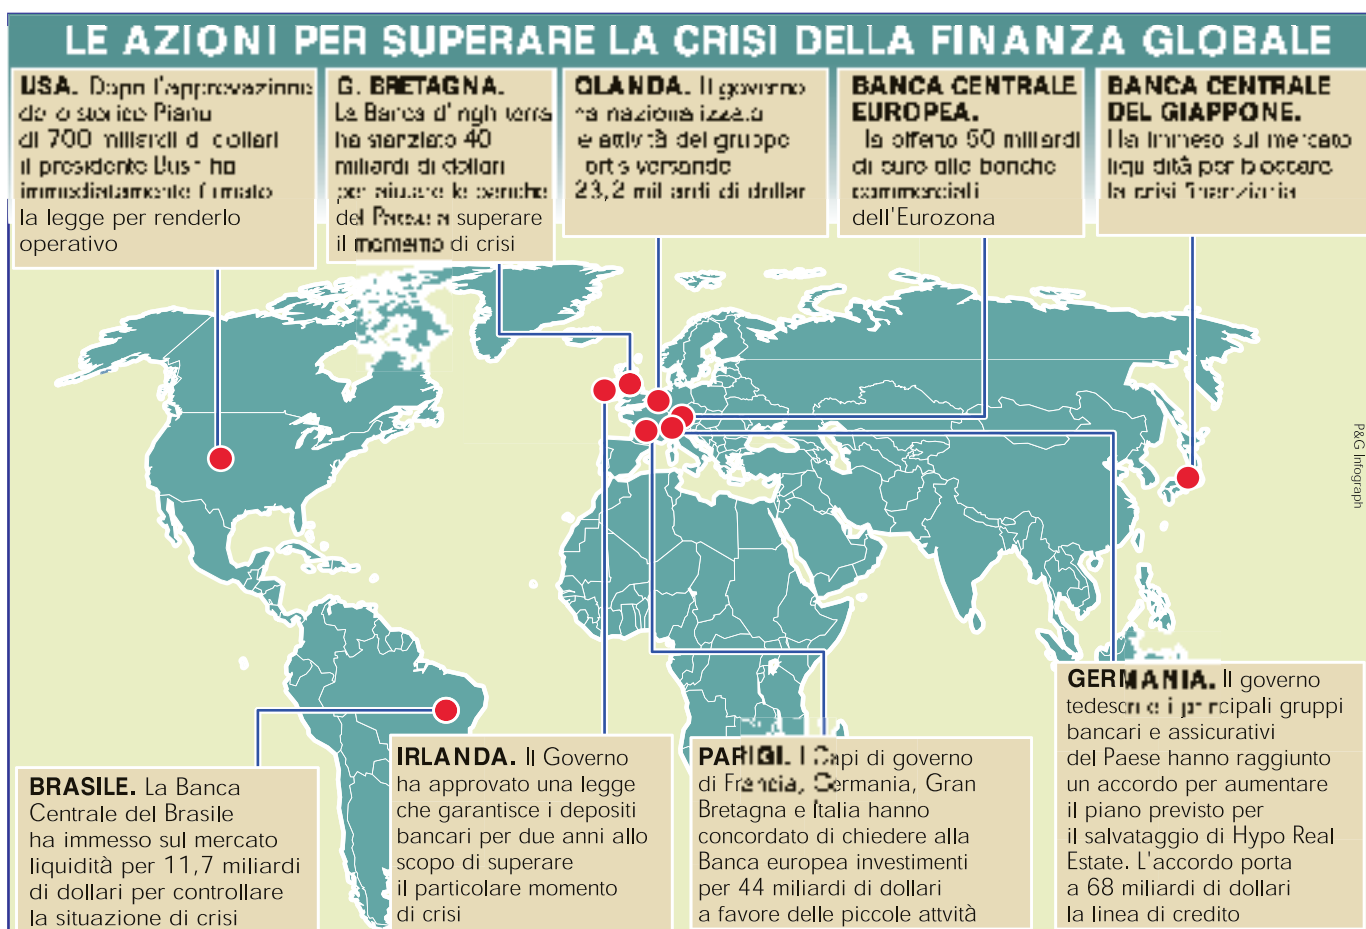 LE AZIONI PER SUPERARE LA CRISI DELLA FINANZA GLOBALE
USA. Dopo l'approvazione
dello storico Piano
di 700 miliardi di dollari
il presidente Bush ha
immediatamente firmato
la legge per renderlo
operativo
G. BRETAGNA.
La Banca d'Inghilterra
ha stanziato 40
miliardi di dollari
per aiutare le banche
del Paese a superare
il momento di crisi
OLANDA. Il governo
ha nazionalizzato
le attività del gruppo
Fortis versando
23,2 miliardi di dollari
BANCA CENTRALE
EUROPEA.
Ha offerto 50 miliardi
di euro alle banche
commerciali
dell'Eurozona
BANCA CENTRALE
DEL GIAPPONE.
Ha immesso sul mercato
liquidità per bloccare
la crisi finanziaria
P&G Infograph
BRASILE. La Banca
Centrale del Brasile
ha immesso sul mercato
liquidità per 11,7 miliardi
di dollari per controllare
la situazione di crisi
IRLANDA. Il Governo
ha approvato una legge
che garantisce i depositi
bancari per due anni allo
scopo di superare
il particolare momento
di crisi
PARIGI. I Capi di governo
di Francia, Germania, Gran
Bretagna e Italia hanno
concordato di chiedere alla
Banca europea investimenti
per 44 miliardi di dollari
a favore delle piccole attvità
GERMANIA. Il governo
tedesco e i principali gruppi
bancari e assicurativi
del Paese hanno raggiunto
un accordo per aumentare
il piano previsto per
il salvataggio di Hypo Real
Estate. L'accordo porta
a 68 miliardi di dollari
la linea di credito